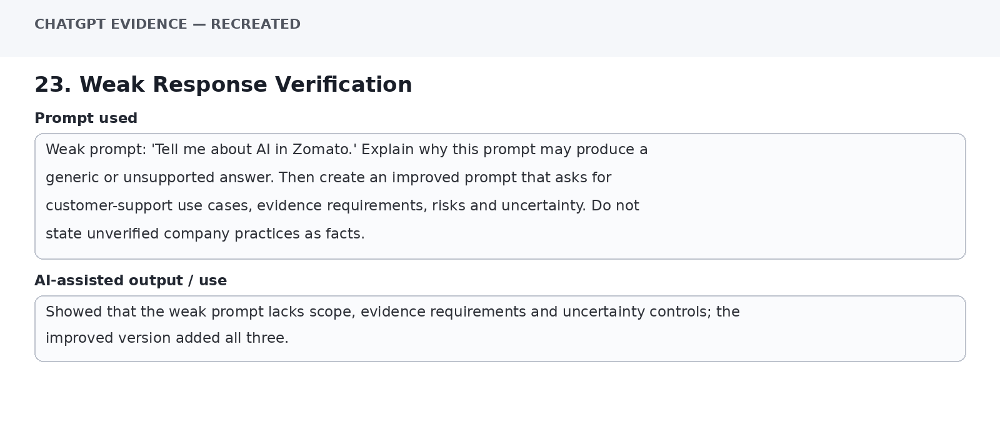 CHATGPT EVIDENCE — RECREATED
23. Weak Response Verification
Prompt used
Weak prompt: 'Tell me about AI in Zomato.' Explain why this prompt may produce a
generic or unsupported answer. Then create an improved prompt that asks for
customer-support use cases, evidence requirements, risks and uncertainty. Do not
state unverified company practices as facts.
AI-assisted output / use
Showed that the weak prompt lacks scope, evidence requirements and uncertainty controls; the
improved version added all three.